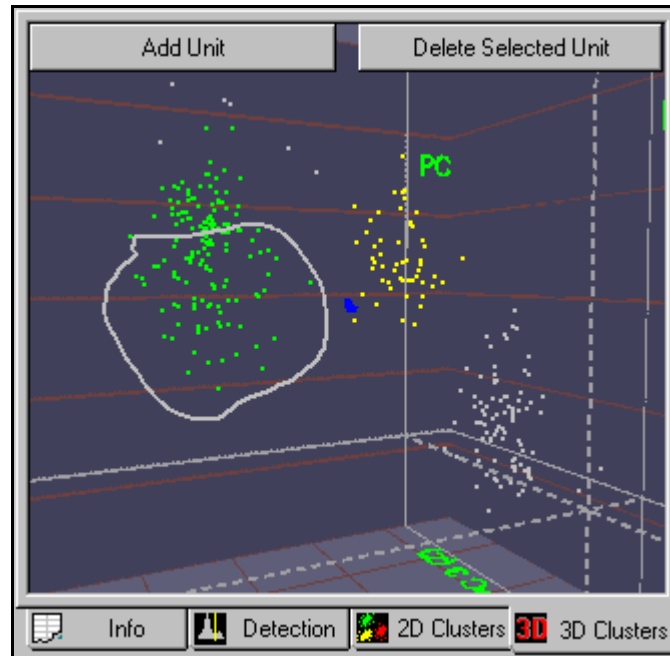 Add Unit
Delete Selected Unit
PC
Info
Detection
2D Clusters
3D
3D Clusters